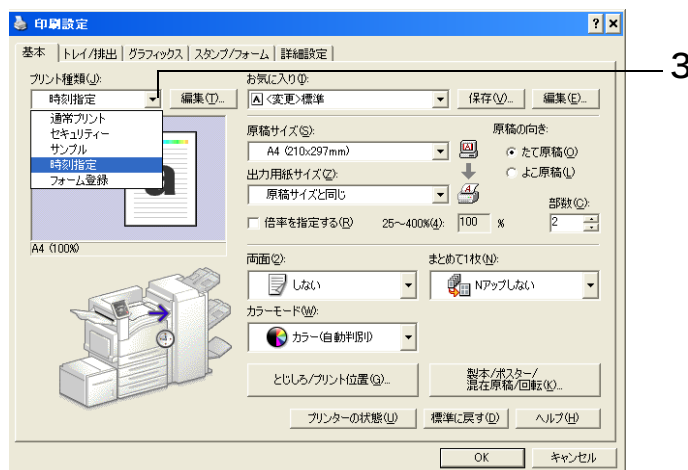 印刷設定
基本 トレイ/排出 グラフィックス スタンプ/フォーム 詳細設定
プリント種類(J):
時刻指定 編集(T)...
通常プリント
セキュリティー
サンプル
時刻指定
フォーム登録
a
A4 (100%)
お気に入り(I):
A <変更>標準 保存(V)... 編集(E)...
原稿サイズ(S):
A4 (210x297mm)
出力用紙サイズ(Z):
原稿サイズと同じ
倍率を指定する(R) 25～400%(4): 100 %
原稿の向き:
たて原稿(O)
よこ原稿(L)
部数(C):
2
両面(2):
しない
まとめて1枚(N):
Nアップしない
カラーモード(W):
カラー(自動判別)
とじしろ/プリント位置(G)...
製本/ポスター/
混在原稿/回転(K)...
プリンターの状態(U) 標準に戻す(D) ヘルプ(H)
OK キャンセル
3